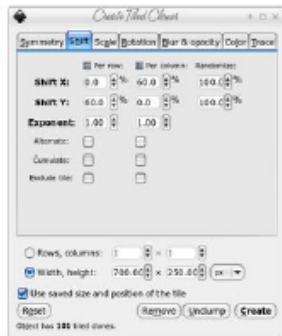 Create Tiled Clones
Symmetry Shift Scale Rotation Blur & opacity Color Trace
Per row: Per column: Randomize:
Shift X: 0.0 % 60.0 % 100.0 %
Shift Y: 60.0 % 0.0 % 100.0 %
Exponent: 1.00 1.00
Alternate:
Cumulate:
Exclude tile:
Rows, columns: 1 × 1
Width, height: 700.00 × 250.00 px
Use saved size and position of the tile
Reset Remove Unclump Create
Object has 101 tiled clones.